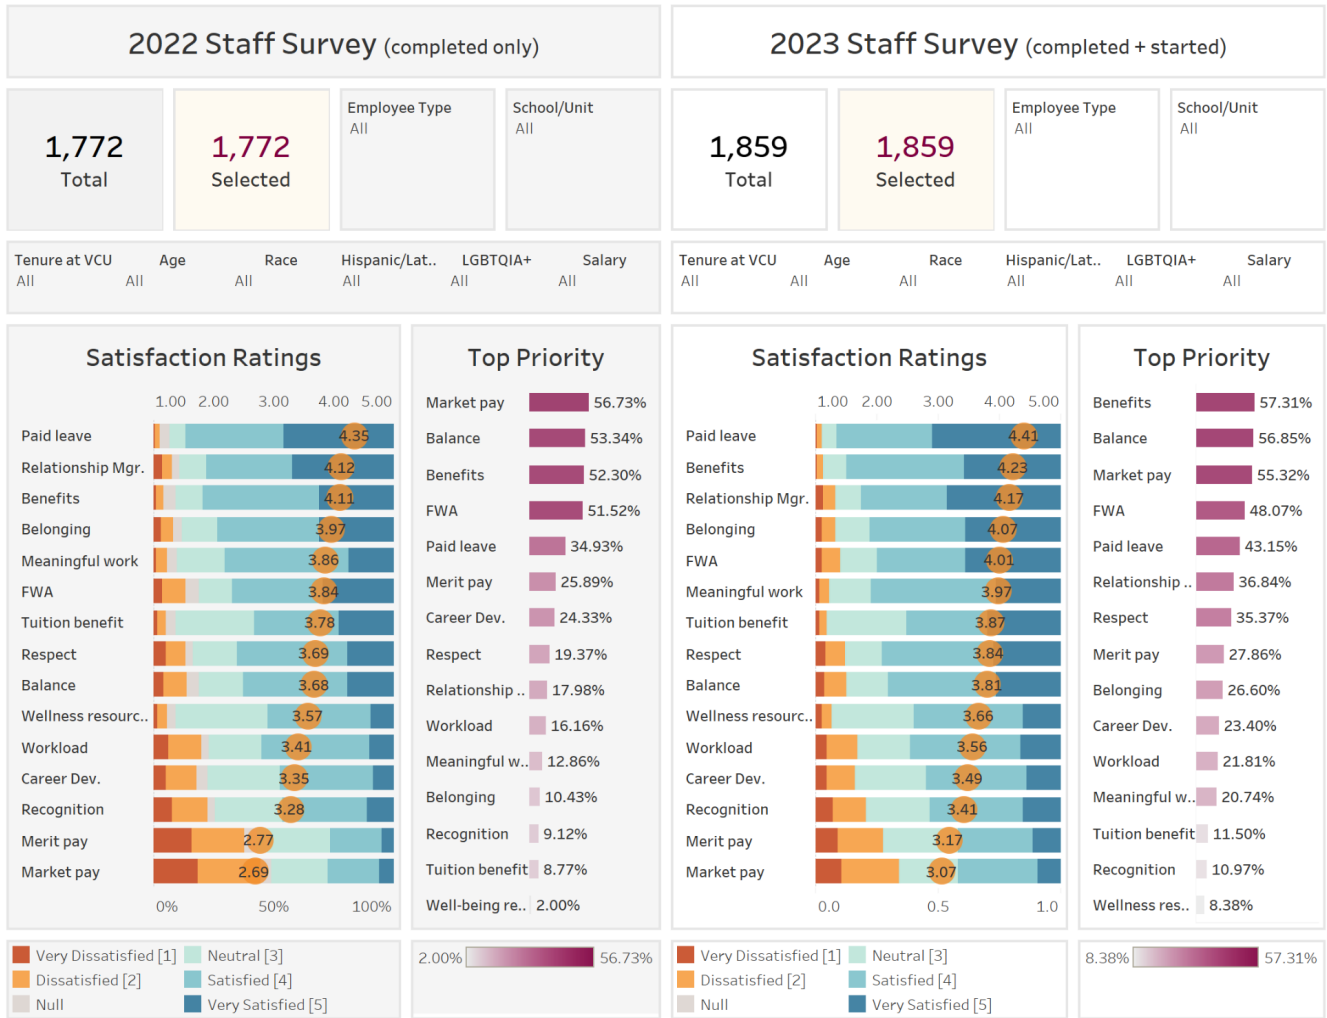 2022 Staff Survey (completed only)
1,772
Total
1,772
Selected
Employee Type
All
School/Unit
All
Tenure at VCU
All
Age
All
Race
All
Hispanic/Lat..
All
LGBTQIA+
All
Salary
All
Satisfaction Ratings
1.00 2.00 3.00 4.00 5.00
Paid leave 4.35
Relationship Mgr. 4.12
Benefits 4.11
Belonging 3.97
Meaningful work 3.86
FWA 3.84
Tuition benefit 3.78
Respect 3.69
Balance 3.68
Wellness resourc.. 3.57
Workload 3.41
Career Dev. 3.35
Recognition 3.28
Merit pay 2.77
Market pay 2.69
0% 50% 100%
Very Dissatisfied [1]
Dissatisfied [2]
Null
Neutral [3]
Satisfied [4]
Very Satisfied [5]
Top Priority
Market pay 56.73%
Balance 53.34%
Benefits 52.30%
FWA 51.52%
Paid leave 34.93%
Merit pay 25.89%
Career Dev. 24.33%
Respect 19.37%
Relationship .. 17.98%
Workload 16.16%
Meaningful w.. 12.86%
Belonging 10.43%
Recognition 9.12%
Tuition benefit 8.77%
Well-being re.. 2.00%
2.00% 56.73%
2023 Staff Survey (completed + started)
1,859
Total
1,859
Selected
Employee Type
All
School/Unit
All
Tenure at VCU
All
Age
All
Race
All
Hispanic/Lat..
All
LGBTQIA+
All
Salary
All
Satisfaction Ratings
1.00 2.00 3.00 4.00 5.00
Paid leave 4.41
Benefits 4.23
Relationship Mgr. 4.17
Belonging 4.07
FWA 4.01
Meaningful work 3.97
Tuition benefit 3.87
Respect 3.84
Balance 3.81
Wellness resourc.. 3.66
Workload 3.56
Career Dev. 3.49
Recognition 3.41
Merit pay 3.17
Market pay 3.07
0.0 0.5 1.0
Very Dissatisfied [1]
Dissatisfied [2]
Null
Neutral [3]
Satisfied [4]
Very Satisfied [5]
Top Priority
Benefits 57.31%
Balance 56.85%
Market pay 55.32%
FWA 48.07%
Paid leave 43.15%
Relationship .. 36.84%
Respect 35.37%
Merit pay 27.86%
Belonging 26.60%
Career Dev. 23.40%
Workload 21.81%
Meaningful w.. 20.74%
Tuition benefit 11.50%
Recognition 10.97%
Wellness res.. 8.38%
8.38% 57.31%